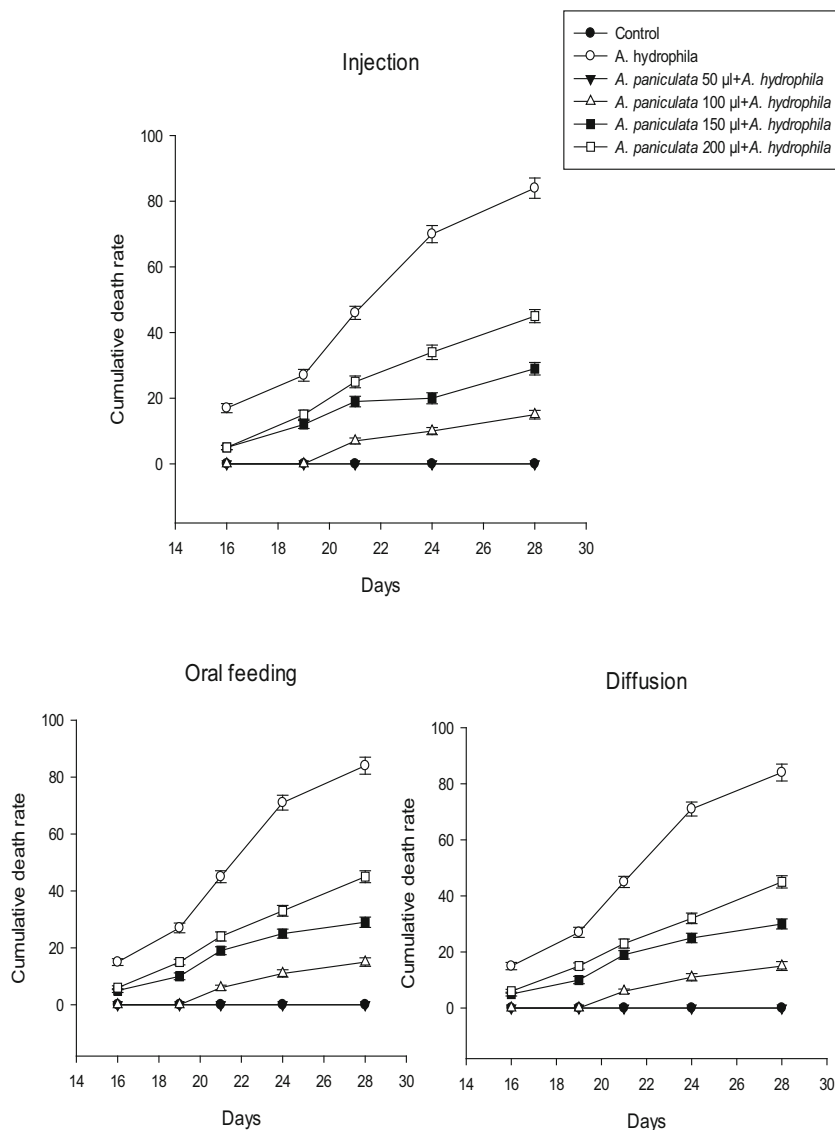 Control
A. hydrophila
A. paniculata 50 µl+A. hydrophila
A. paniculata 100 µl+A. hydrophila
A. paniculata 150 µl+A. hydrophila
A. paniculata 200 µl+A. hydrophila
Injection
100
80
60
40
20
0
Cumulative death rate
14 16 18 20 22 24 26 28 30
Days
Oral feeding
100
80
60
40
20
0
Cumulative death rate
14 16 18 20 22 24 26 28 30
Days
Diffusion
100
80
60
40
20
0
Cumulative death rate
14 16 18 20 22 24 26 28 30
Days